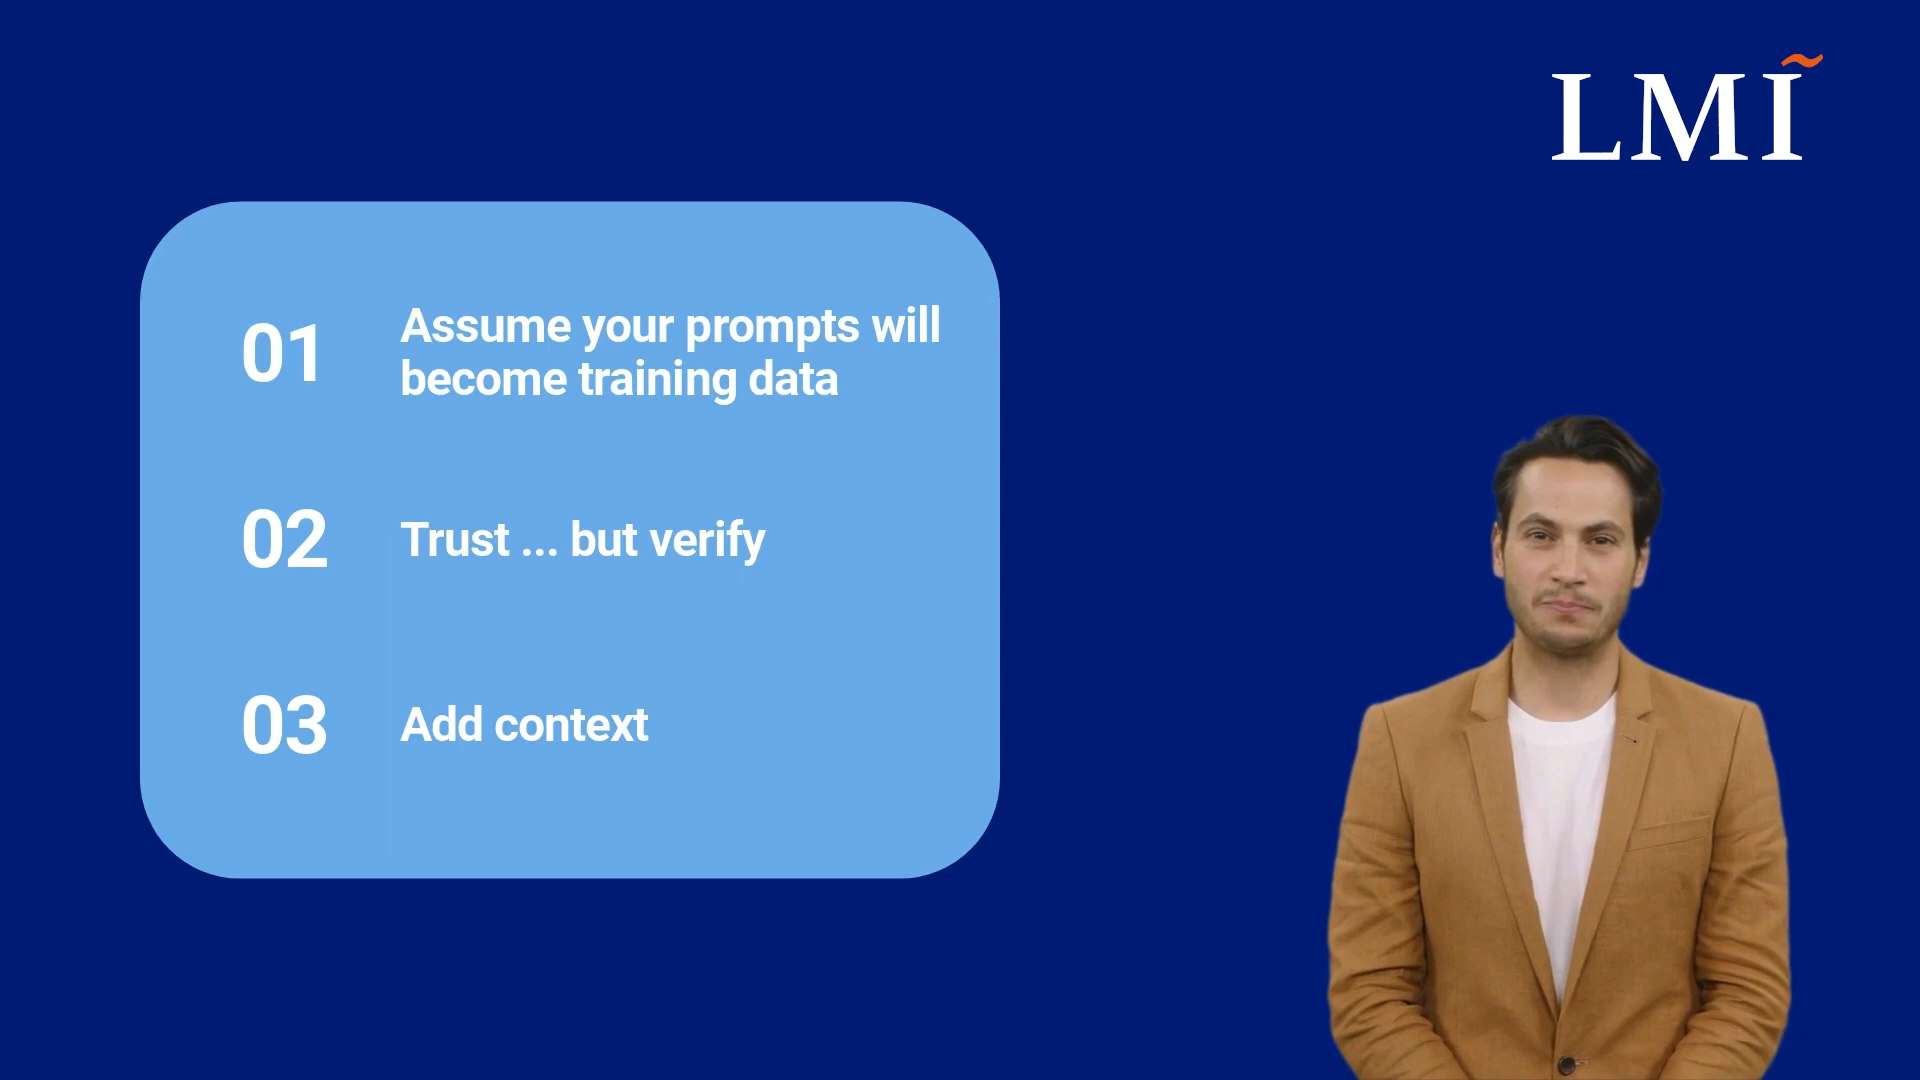 LMI
01
Assume your prompts will
become training data
02
Trust ... but verify
03
Add context